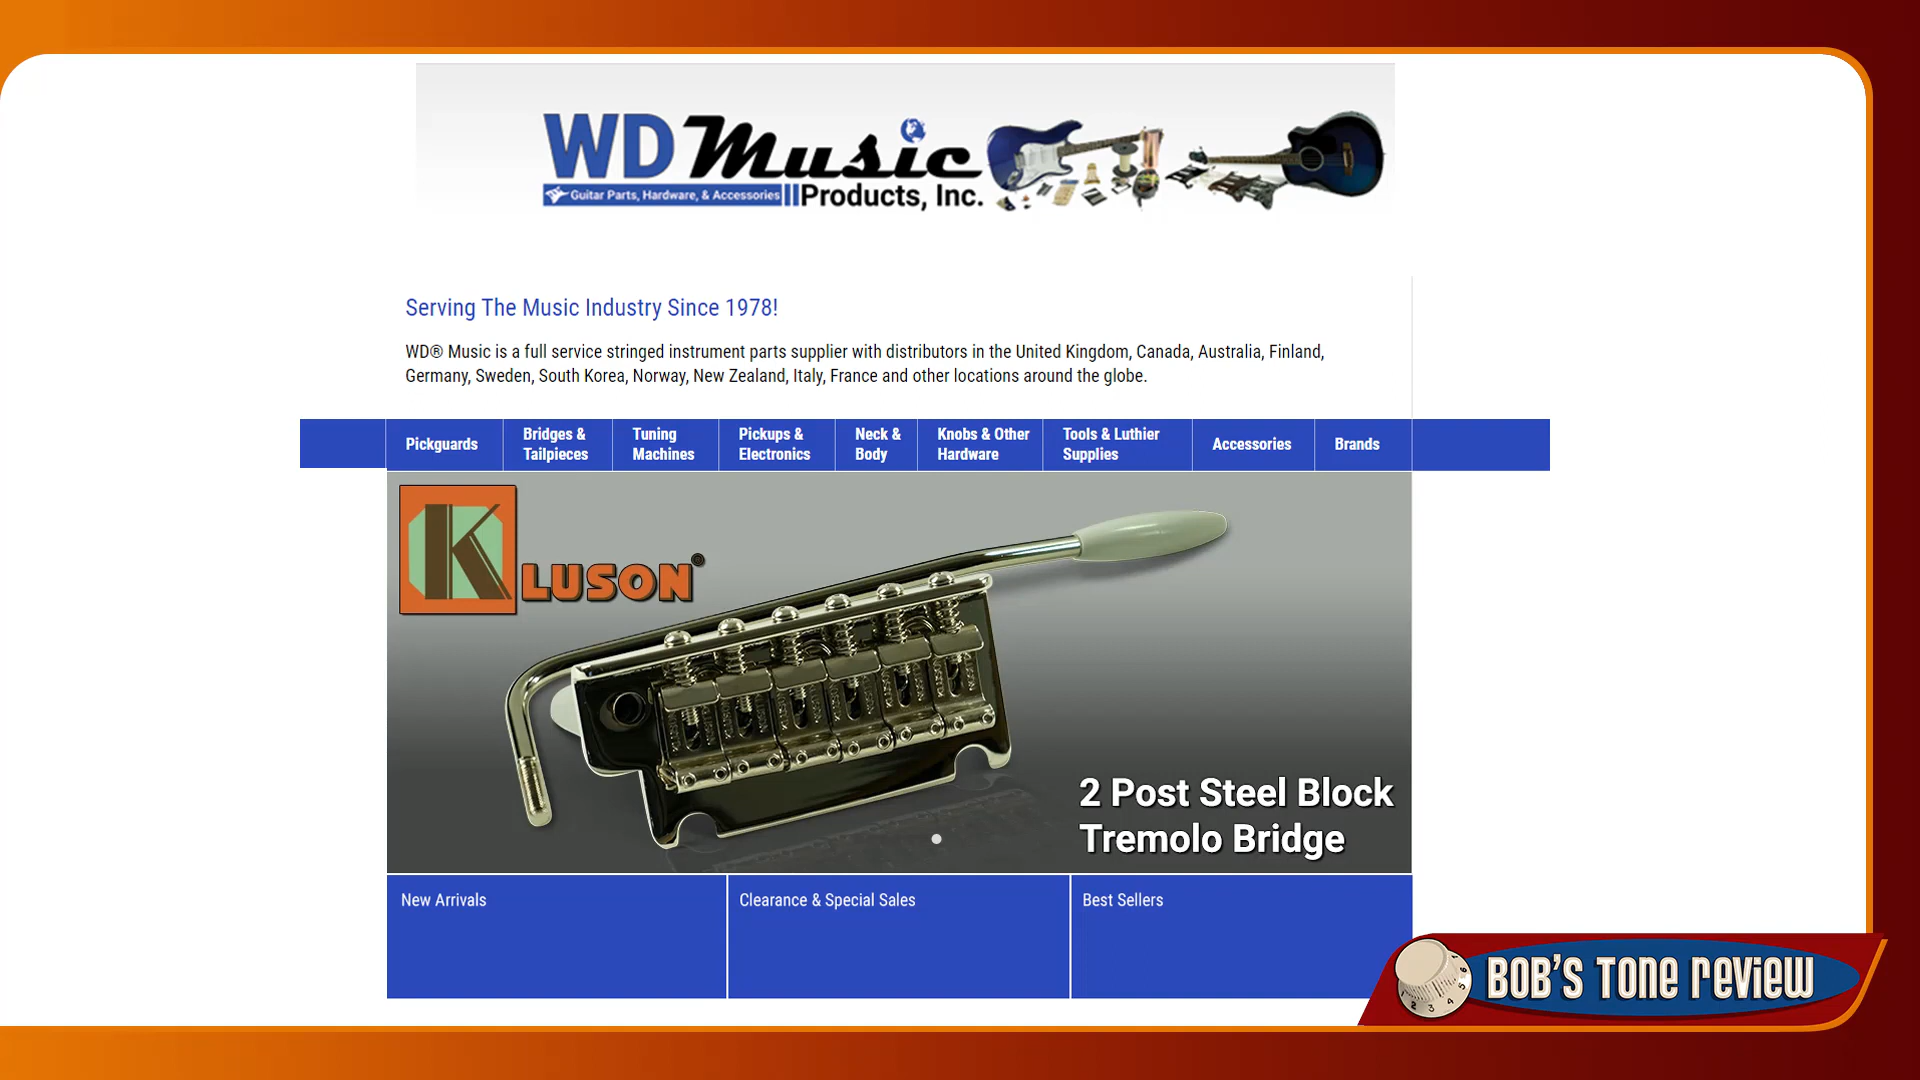 WD Music
Guitar Parts, Hardware, & Accessories
Products, Inc.
Serving The Music Industry Since 1978!
WD® Music is a full service stringed instrument parts supplier with distributors in the United Kingdom, Canada, Australia, Finland,
Germany, Sweden, South Korea, Norway, New Zealand, Italy, France and other locations around the globe.
Pickguards
Bridges &
Tailpieces
Tuning
Machines
Pickups &
Electronics
Neck &
Body
Knobs & Other
Hardware
Tools & Luthier
Supplies
Accessories
Brands
KLUSON®
2 Post Steel Block
Tremolo Bridge
New Arrivals
Clearance & Special Sales
Best Sellers
BOB'S TONE REVIEW